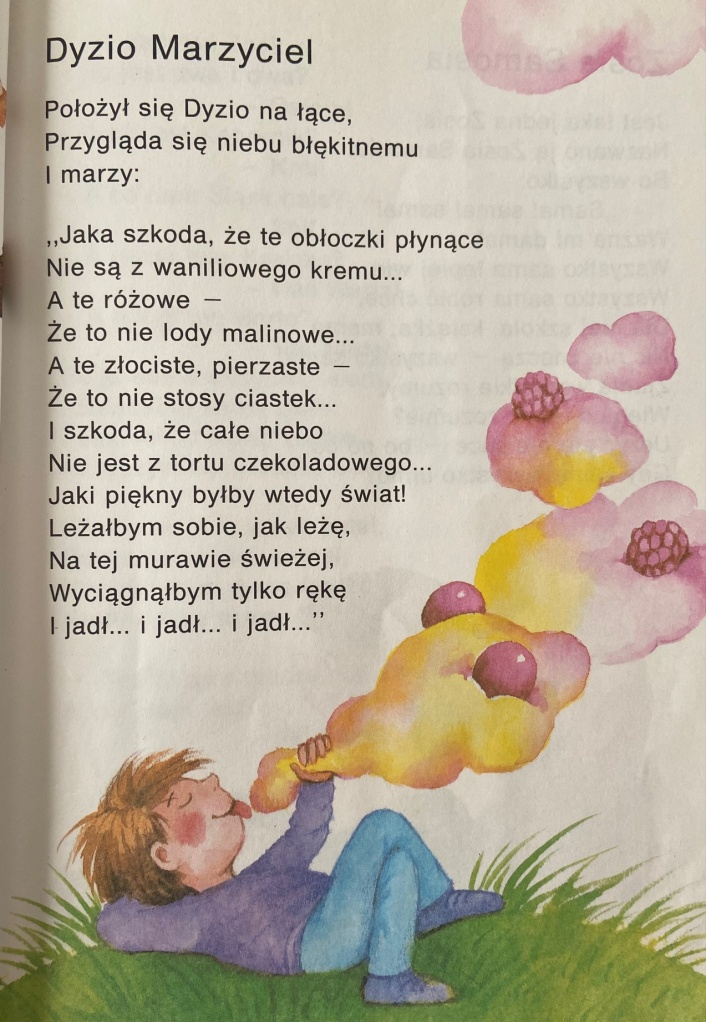 Dyzio Marzyciel
Położył się Dyzio na łące,
Przygląda się niebu błękitnemu
I marzy:
,,Jaka szkoda, że te obłoczki płynące
Nie są z waniliowego kremu...
A te różowe —
Że to nie lody malinowe...
A te złociste, pierzaste —
Że to nie stosy ciastek...
I szkoda, że całe niebo
Nie jest z tortu czekoladowego...
Jaki piękny byłby wtedy świat!
Leżałbym sobie, jak leżę,
Na tej murawie świeżej,
Wyciągnąłbym tylko rękę
I jadł... i jadł... i jadł...”